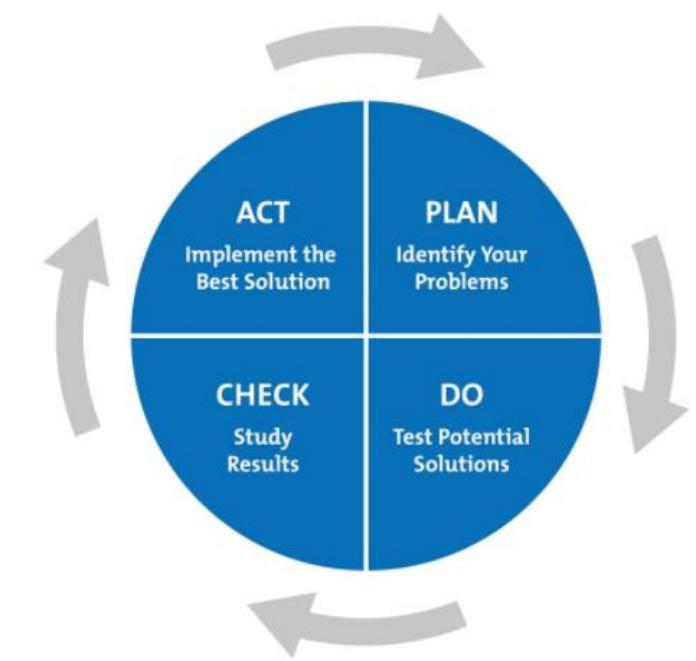 ACT
Implement the
Best Solution
PLAN
Identify Your
Problems
CHECK
Study
Results
DO
Test Potential
Solutions